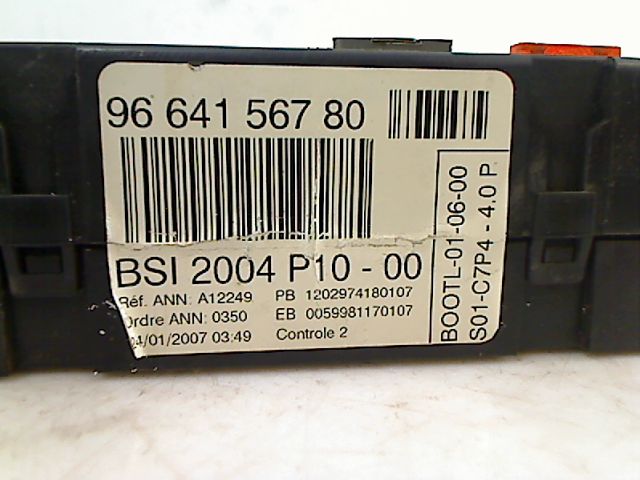 96 641 567 80
BSI 2004 P10 - 00
Réf. ANN: A12249 PB 1202974180107
Ordre ANN: 0350 EB 0059981170107
04/01/2007 03:49 Controle 2
BOOTL-01-06-00
S01-C7P4 - 4.0 P